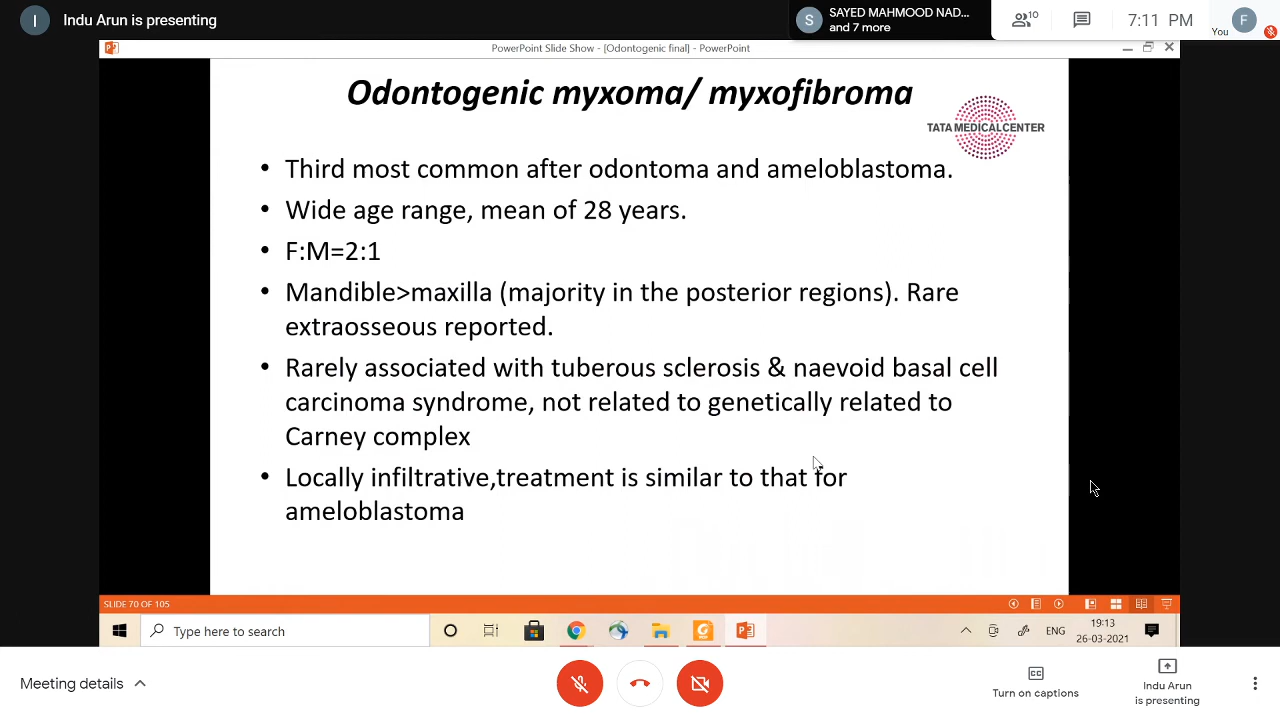 I
Indu Arun is presenting
S
SAYED MAHMOOD NAD...
and 7 more
10
7:11 PM
You
F
PowerPoint Slide Show - [Odontogenic final] - PowerPoint
Odontogenic myxoma/ myxofibroma
TATA MEDICAL CENTER
• Third most common after odontoma and ameloblastoma.
• Wide age range, mean of 28 years.
• F:M=2:1
• Mandible>maxilla (majority in the posterior regions). Rare
extraosseous reported.
• Rarely associated with tuberous sclerosis & naevoid basal cell
carcinoma syndrome, not related to genetically related to
Carney complex
• Locally infiltrative,treatment is similar to that for
ameloblastoma
SLIDE 70 OF 105
Type here to search
ENG
19:13
26-03-2021
Meeting details
CC
Turn on captions
Indu Arun
is presenting